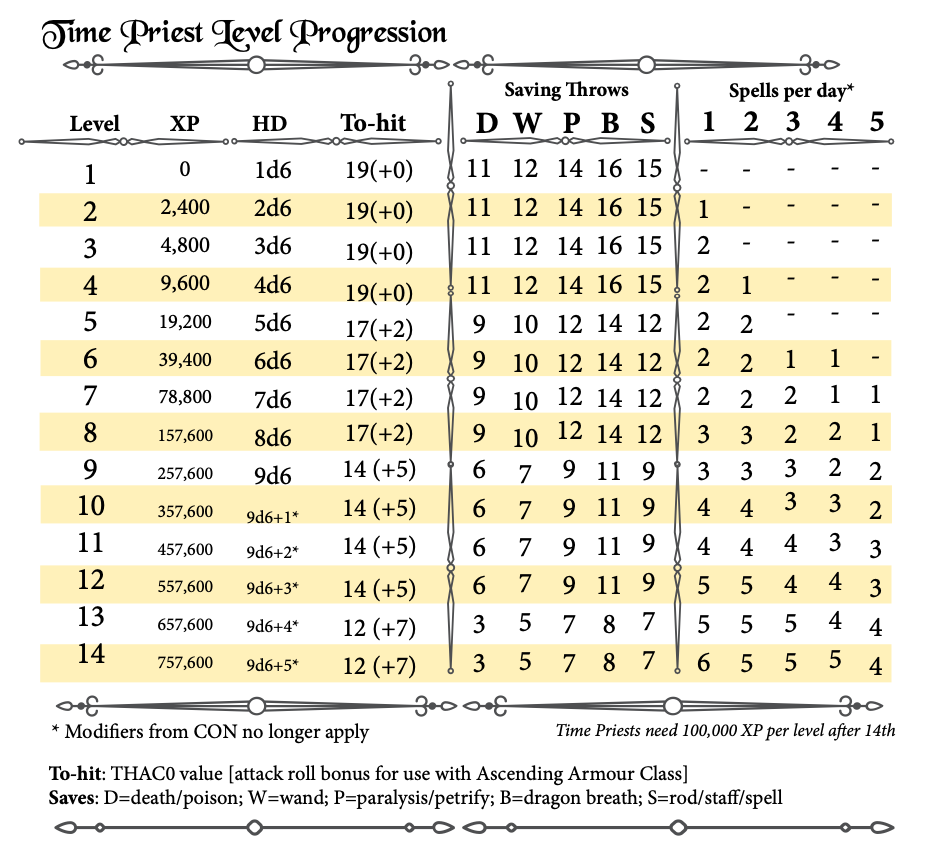 Time Priest Level Progression
Saving Throws Spells per day*
Level XP HD To-hit D W P B S 1 2 3 4 5
1 0 1d6 19(+0) 11 12 14 16 15 - - - - -
2 2,400 2d6 19(+0) 11 12 14 16 15 1 - - - -
3 4,800 3d6 19(+0) 11 12 14 16 15 2 - - - -
4 9,600 4d6 19(+0) 11 12 14 16 15 2 1 - - -
5 19,200 5d6 17(+2) 9 10 12 14 12 2 2 - - -
6 39,400 6d6 17(+2) 9 10 12 14 12 2 2 1 1 -
7 78,800 7d6 17(+2) 9 10 12 14 12 2 2 2 1 1
8 157,600 8d6 17(+2) 9 10 12 14 12 3 3 2 2 1
9 257,600 9d6 14 (+5) 6 7 9 11 9 3 3 3 2 2
10 357,600 9d6+1* 14 (+5) 6 7 9 11 9 4 4 3 3 2
11 457,600 9d6+2* 14 (+5) 6 7 9 11 9 4 4 4 3 3
12 557,600 9d6+3* 14 (+5) 6 7 9 11 9 5 5 4 4 3
13 657,600 9d6+4* 12 (+7) 3 5 7 8 7 5 5 5 4 4
14 757,600 9d6+5* 12 (+7) 3 5 7 8 7 6 5 5 5 4
* Modifiers from CON no longer apply Time Priests need 100,000 XP per level after 14th
To-hit: THAC0 value [attack roll bonus for use with Ascending Armour Class]
Saves: D=death/poison; W=wand; P=paralysis/petrify; B=dragon breath; S=rod/staff/spell